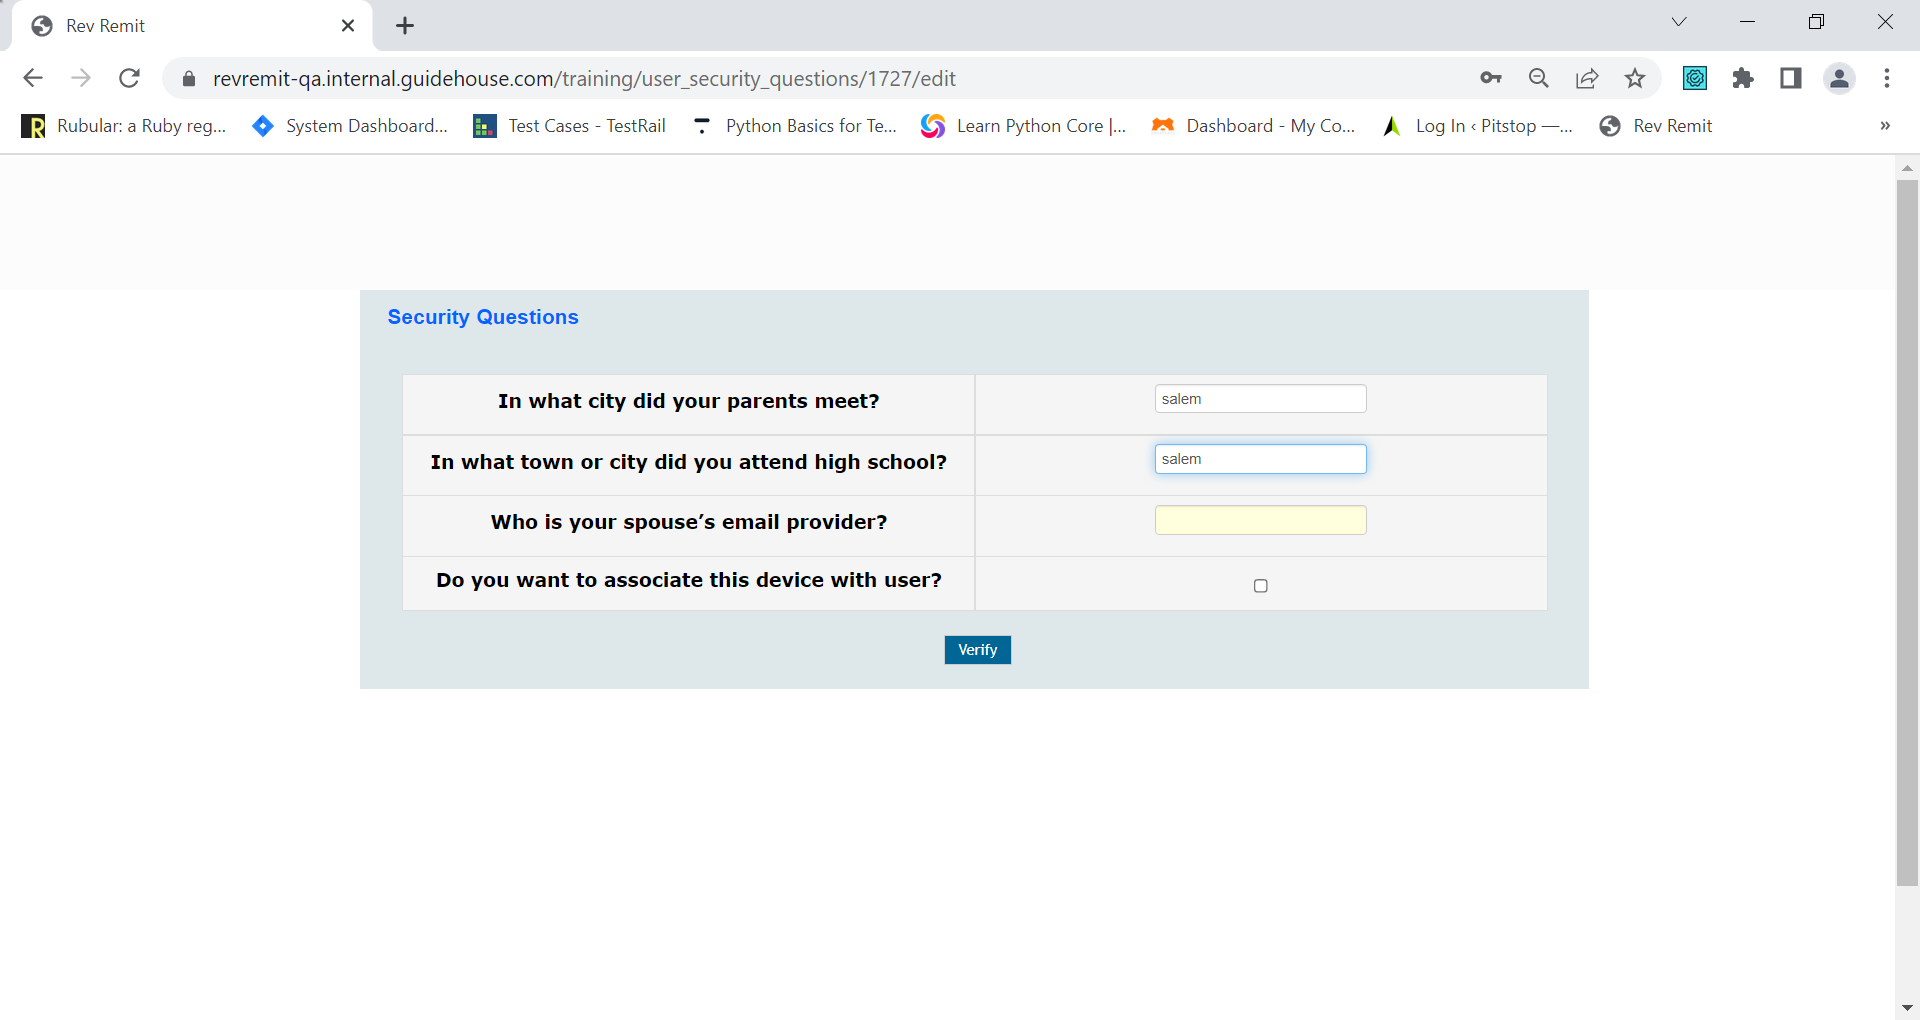 Rev Remit
revremit-qa.internal.guidehouse.com/training/user_security_questions/1727/edit
Rubular: a Ruby reg... System Dashboard... Test Cases - TestRail Python Basics for Te... Learn Python Core |... Dashboard - My Co... Log In ‹ Pitstop —... Rev Remit »
Security Questions
In what city did your parents meet? salem
In what town or city did you attend high school? salem
Who is your spouse’s email provider?
Do you want to associate this device with user?
Verify